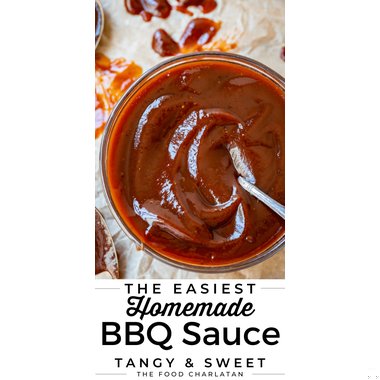 THE EASIEST
Homemade
BBQ Sauce
TANGY & SWEET
THE FOOD CHARLATAN